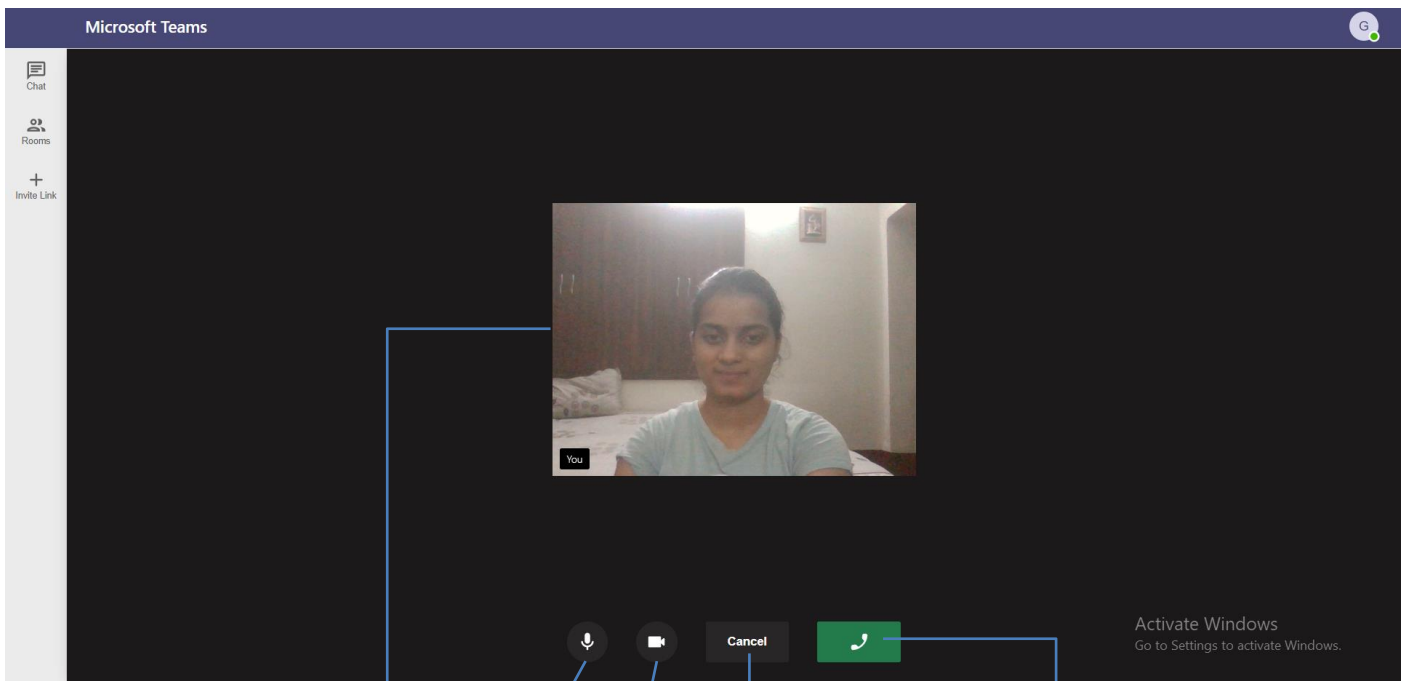 Microsoft Teams
G
Chat
Rooms
Invite Link
You
Cancel
Activate Windows
Go to Settings to activate Windows.